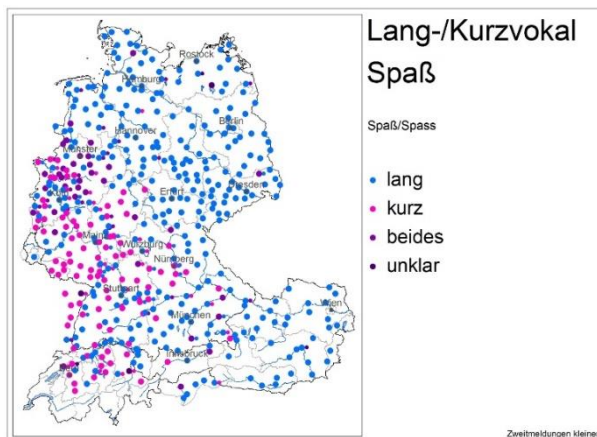 Lang-/Kurzvokal
Spaß
Spaß/Spass
lang
kurz
beides
unklar
Rostock
Hamburg
Berlin
Hannover
Münster
Erfurt
Dresden
Mainz
Würzburg
Nürnberg
Stuttgart
Wien
München
Innsbruck
Zweitmeldungen kleiner